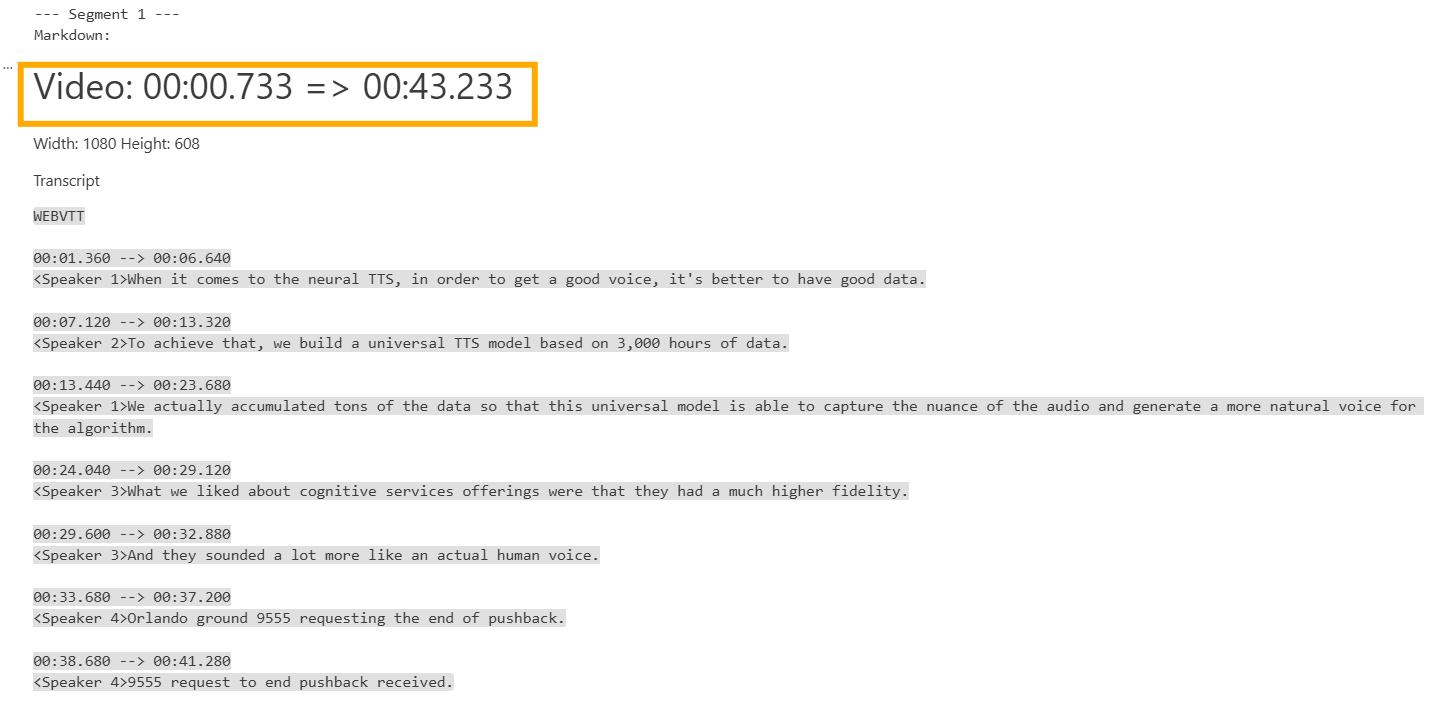 --- Segment 1 ---
Markdown:
...
Video: 00:00.733 => 00:43.233
Width: 1080 Height: 608
Transcript
WEBVTT
00:01.360 --> 00:06.640
<Speaker 1>When it comes to the neural TTS, in order to get a good voice, it's better to have good data.
00:07.120 --> 00:13.320
<Speaker 2>To achieve that, we build a universal TTS model based on 3,000 hours of data.
00:13.440 --> 00:23.680
<Speaker 1>We actually accumulated tons of the data so that this universal model is able to capture the nuance of the audio and generate a more natural voice for
the algorithm.
00:24.040 --> 00:29.120
<Speaker 3>What we liked about cognitive services offerings were that they had a much higher fidelity.
00:29.600 --> 00:32.880
<Speaker 3>And they sounded a lot more like an actual human voice.
00:33.680 --> 00:37.200
<Speaker 4>Orlando ground 9555 requesting the end of pushback.
00:38.680 --> 00:41.280
<Speaker 4>9555 request to end pushback received.